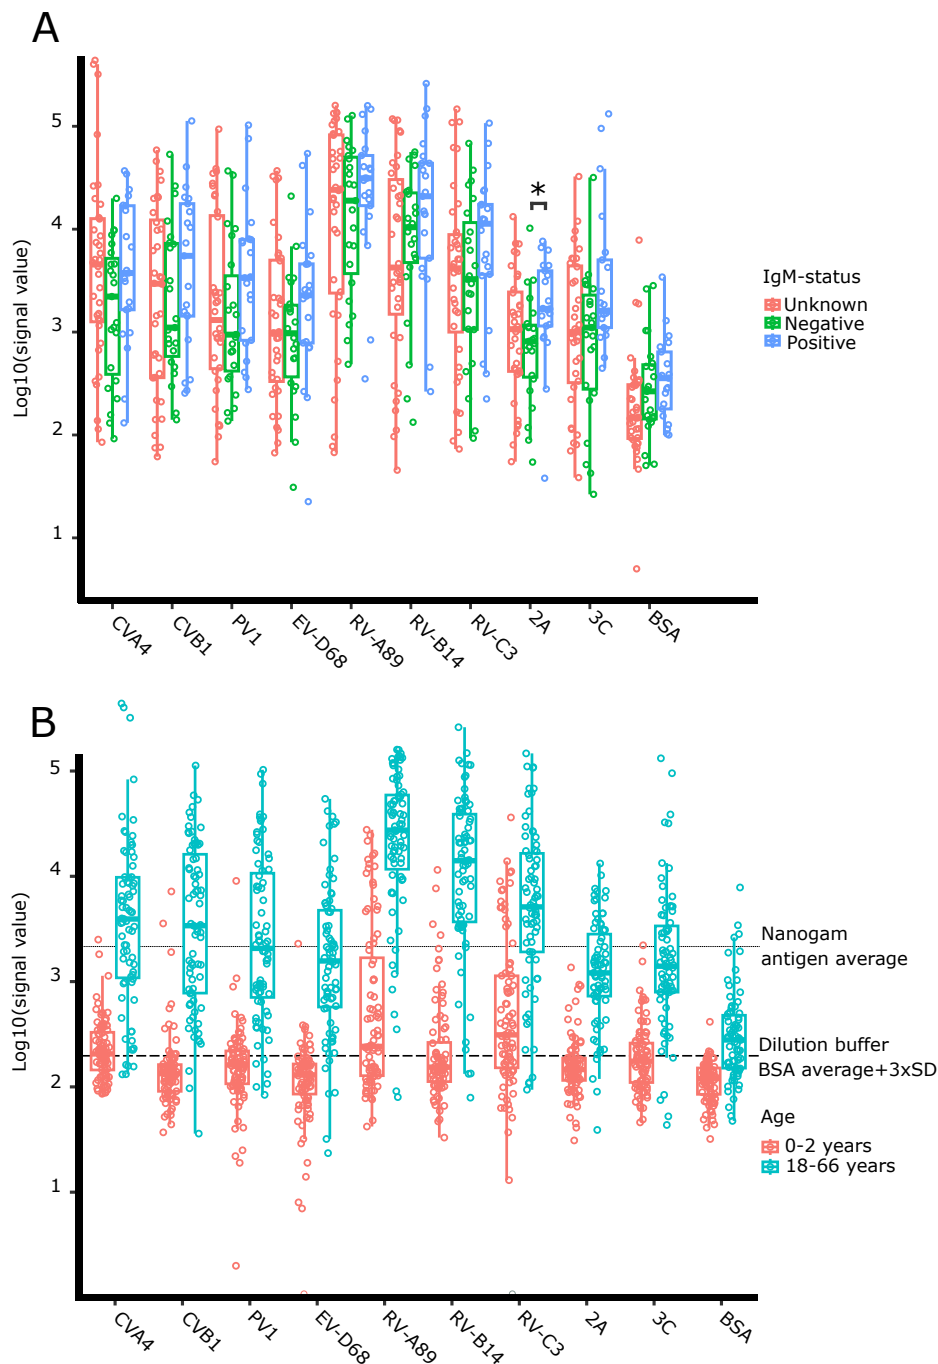 A
5
4
3
2
1
Log10(signal value)
*
IgM-status
Unknown
Negative
Positive
CVA4
CVB1
PV1
EV-D68
RV-A89
RV-B14
RV-C3
2A
3C
BSA
B
5
4
3
2
1
Log10(signal value)
Nanogam
antigen average
Dilution buffer
BSA average+3xSD
Age
0-2 years
18-66 years
CVA4
CVB1
PV1
EV-D68
RV-A89
RV-B14
RV-C3
2A
3C
BSA